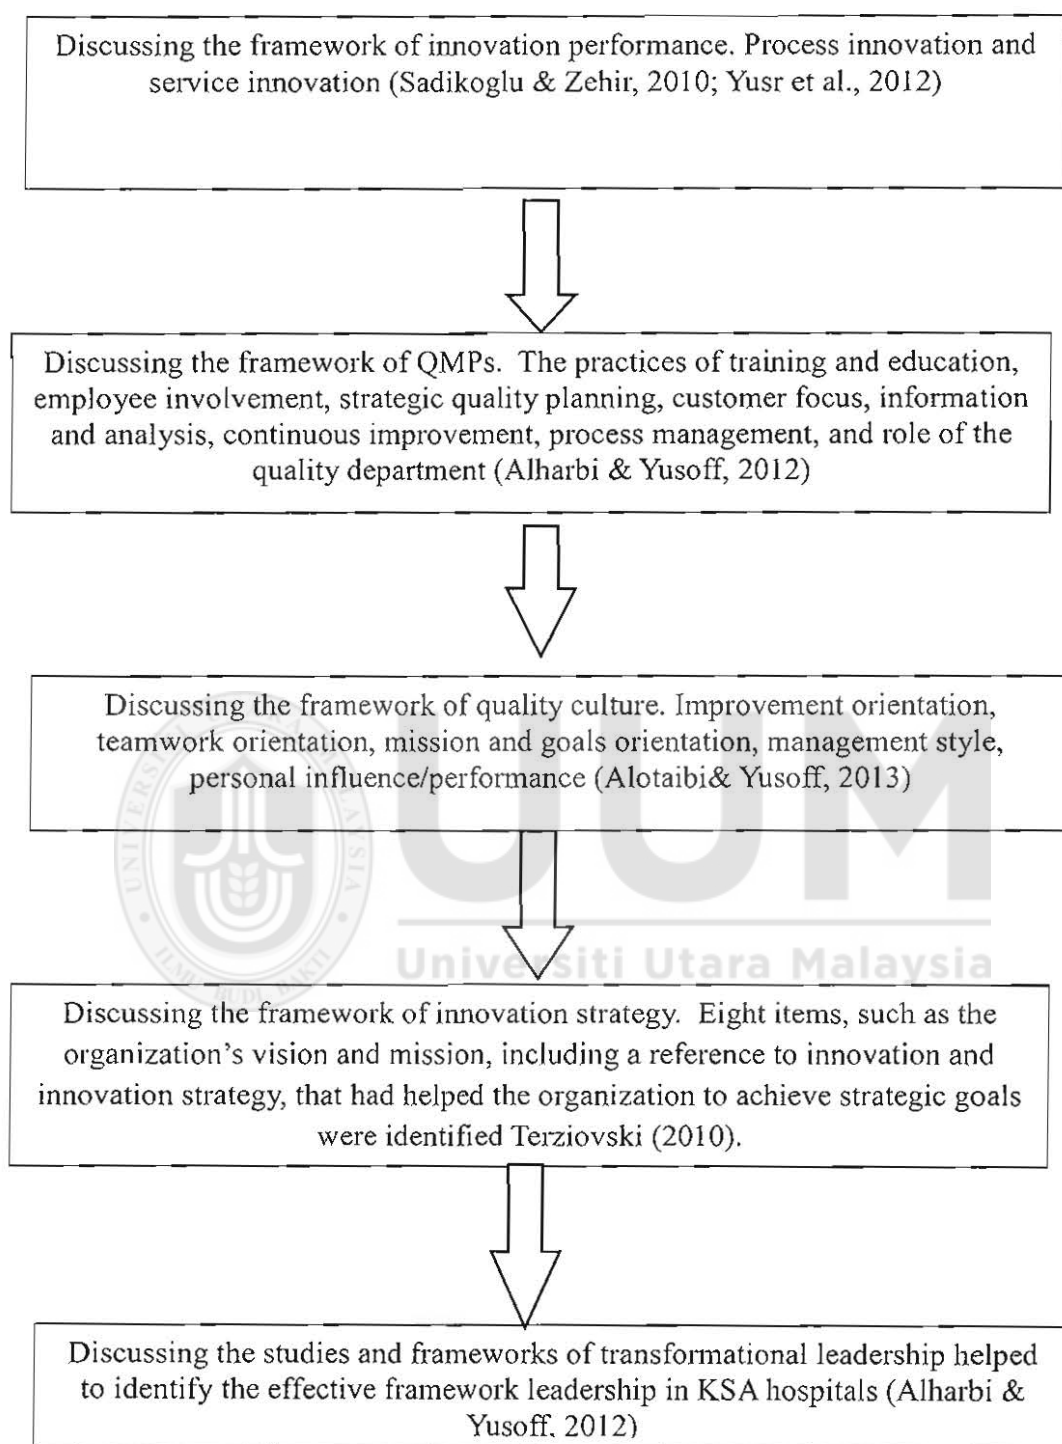 Discussing the framework of innovation performance. Process innovation and
service innovation (Sadikoglu & Zehir, 2010; Yusr et al., 2012)
Discussing the framework of QMPs. The practices of training and education,
employee involvement, strategic quality planning, customer focus, information
and analysis, continuous improvement, process management, and role of the
quality department (Alharbi & Yusoff, 2012)
Discussing the framework of quality culture. Improvement orientation,
teamwork orientation, mission and goals orientation, management style,
personal influence/performance (Alotaibi& Yusoff, 2013)
UUM
Universiti Utara Malaysia
UNIVERSITI UTARA MALAYSIA
ILMU BUDI BAKTI
Discussing the framework of innovation strategy. Eight items, such as the
organization's vision and mission, including a reference to innovation and
innovation strategy, that had helped the organization to achieve strategic goals
were identified Terziovski (2010).
Discussing the studies and frameworks of transformational leadership helped
to identify the effective framework leadership in KSA hospitals (Alharbi &
Yusoff, 2012)